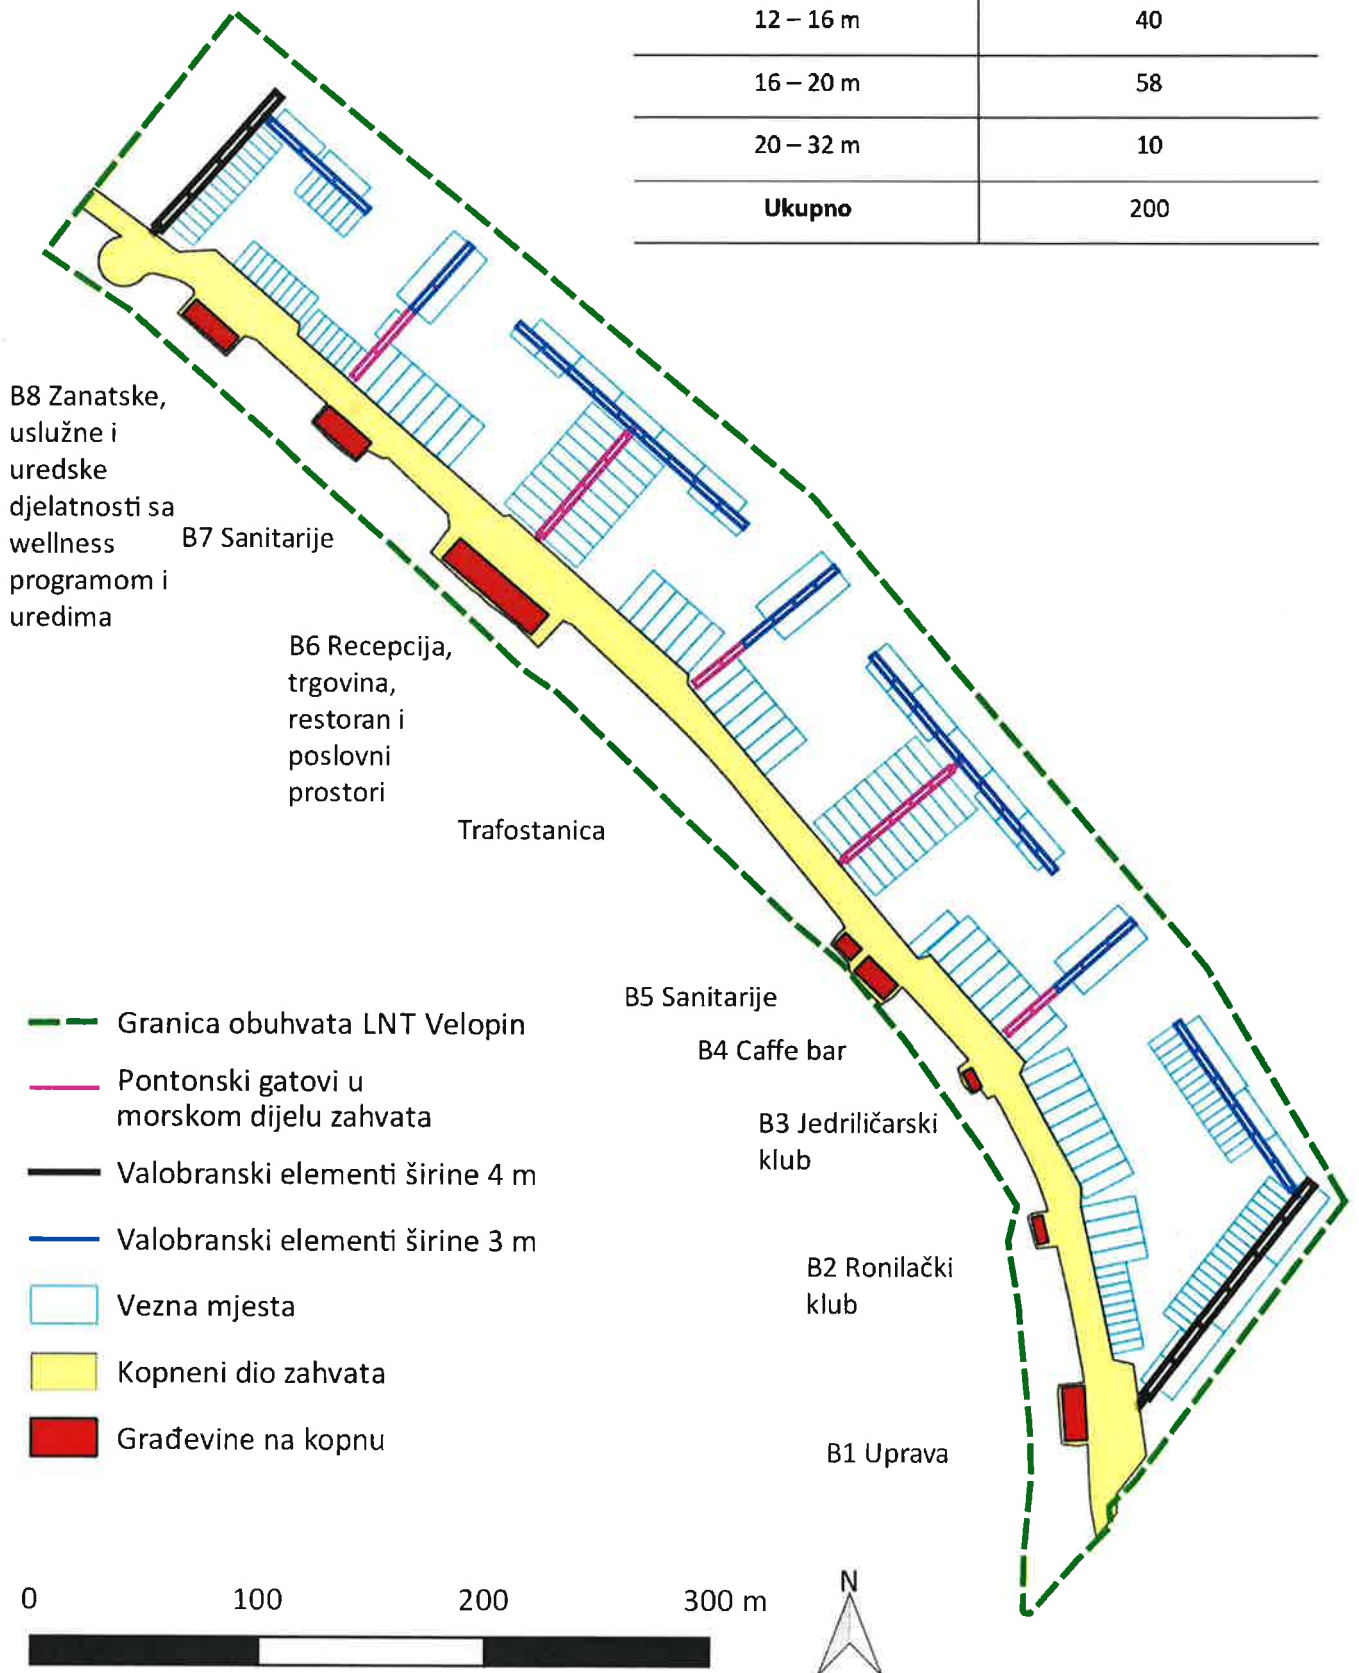 12 – 16 m 40
16 – 20 m 58
20 – 32 m 10
Ukupno 200
B8 Zanatske,
uslužne i
uredske
djelatnosti sa
wellness
programom i
uredima
B7 Sanitarije
B6 Recepcija,
trgovina,
restoran i
poslovni
prostori
Trafostanica
B5 Sanitarije
B4 Caffe bar
B3 Jedriličarski
klub
B2 Ronilački
klub
B1 Uprava
Granica obuhvata LNT Velopin
Pontonski gatovi u
morskom dijelu zahvata
Valobranski elementi širine 4 m
Valobranski elementi širine 3 m
Vezna mjesta
Kopneni dio zahvata
Građevine na kopnu
0 100 200 300 m
N